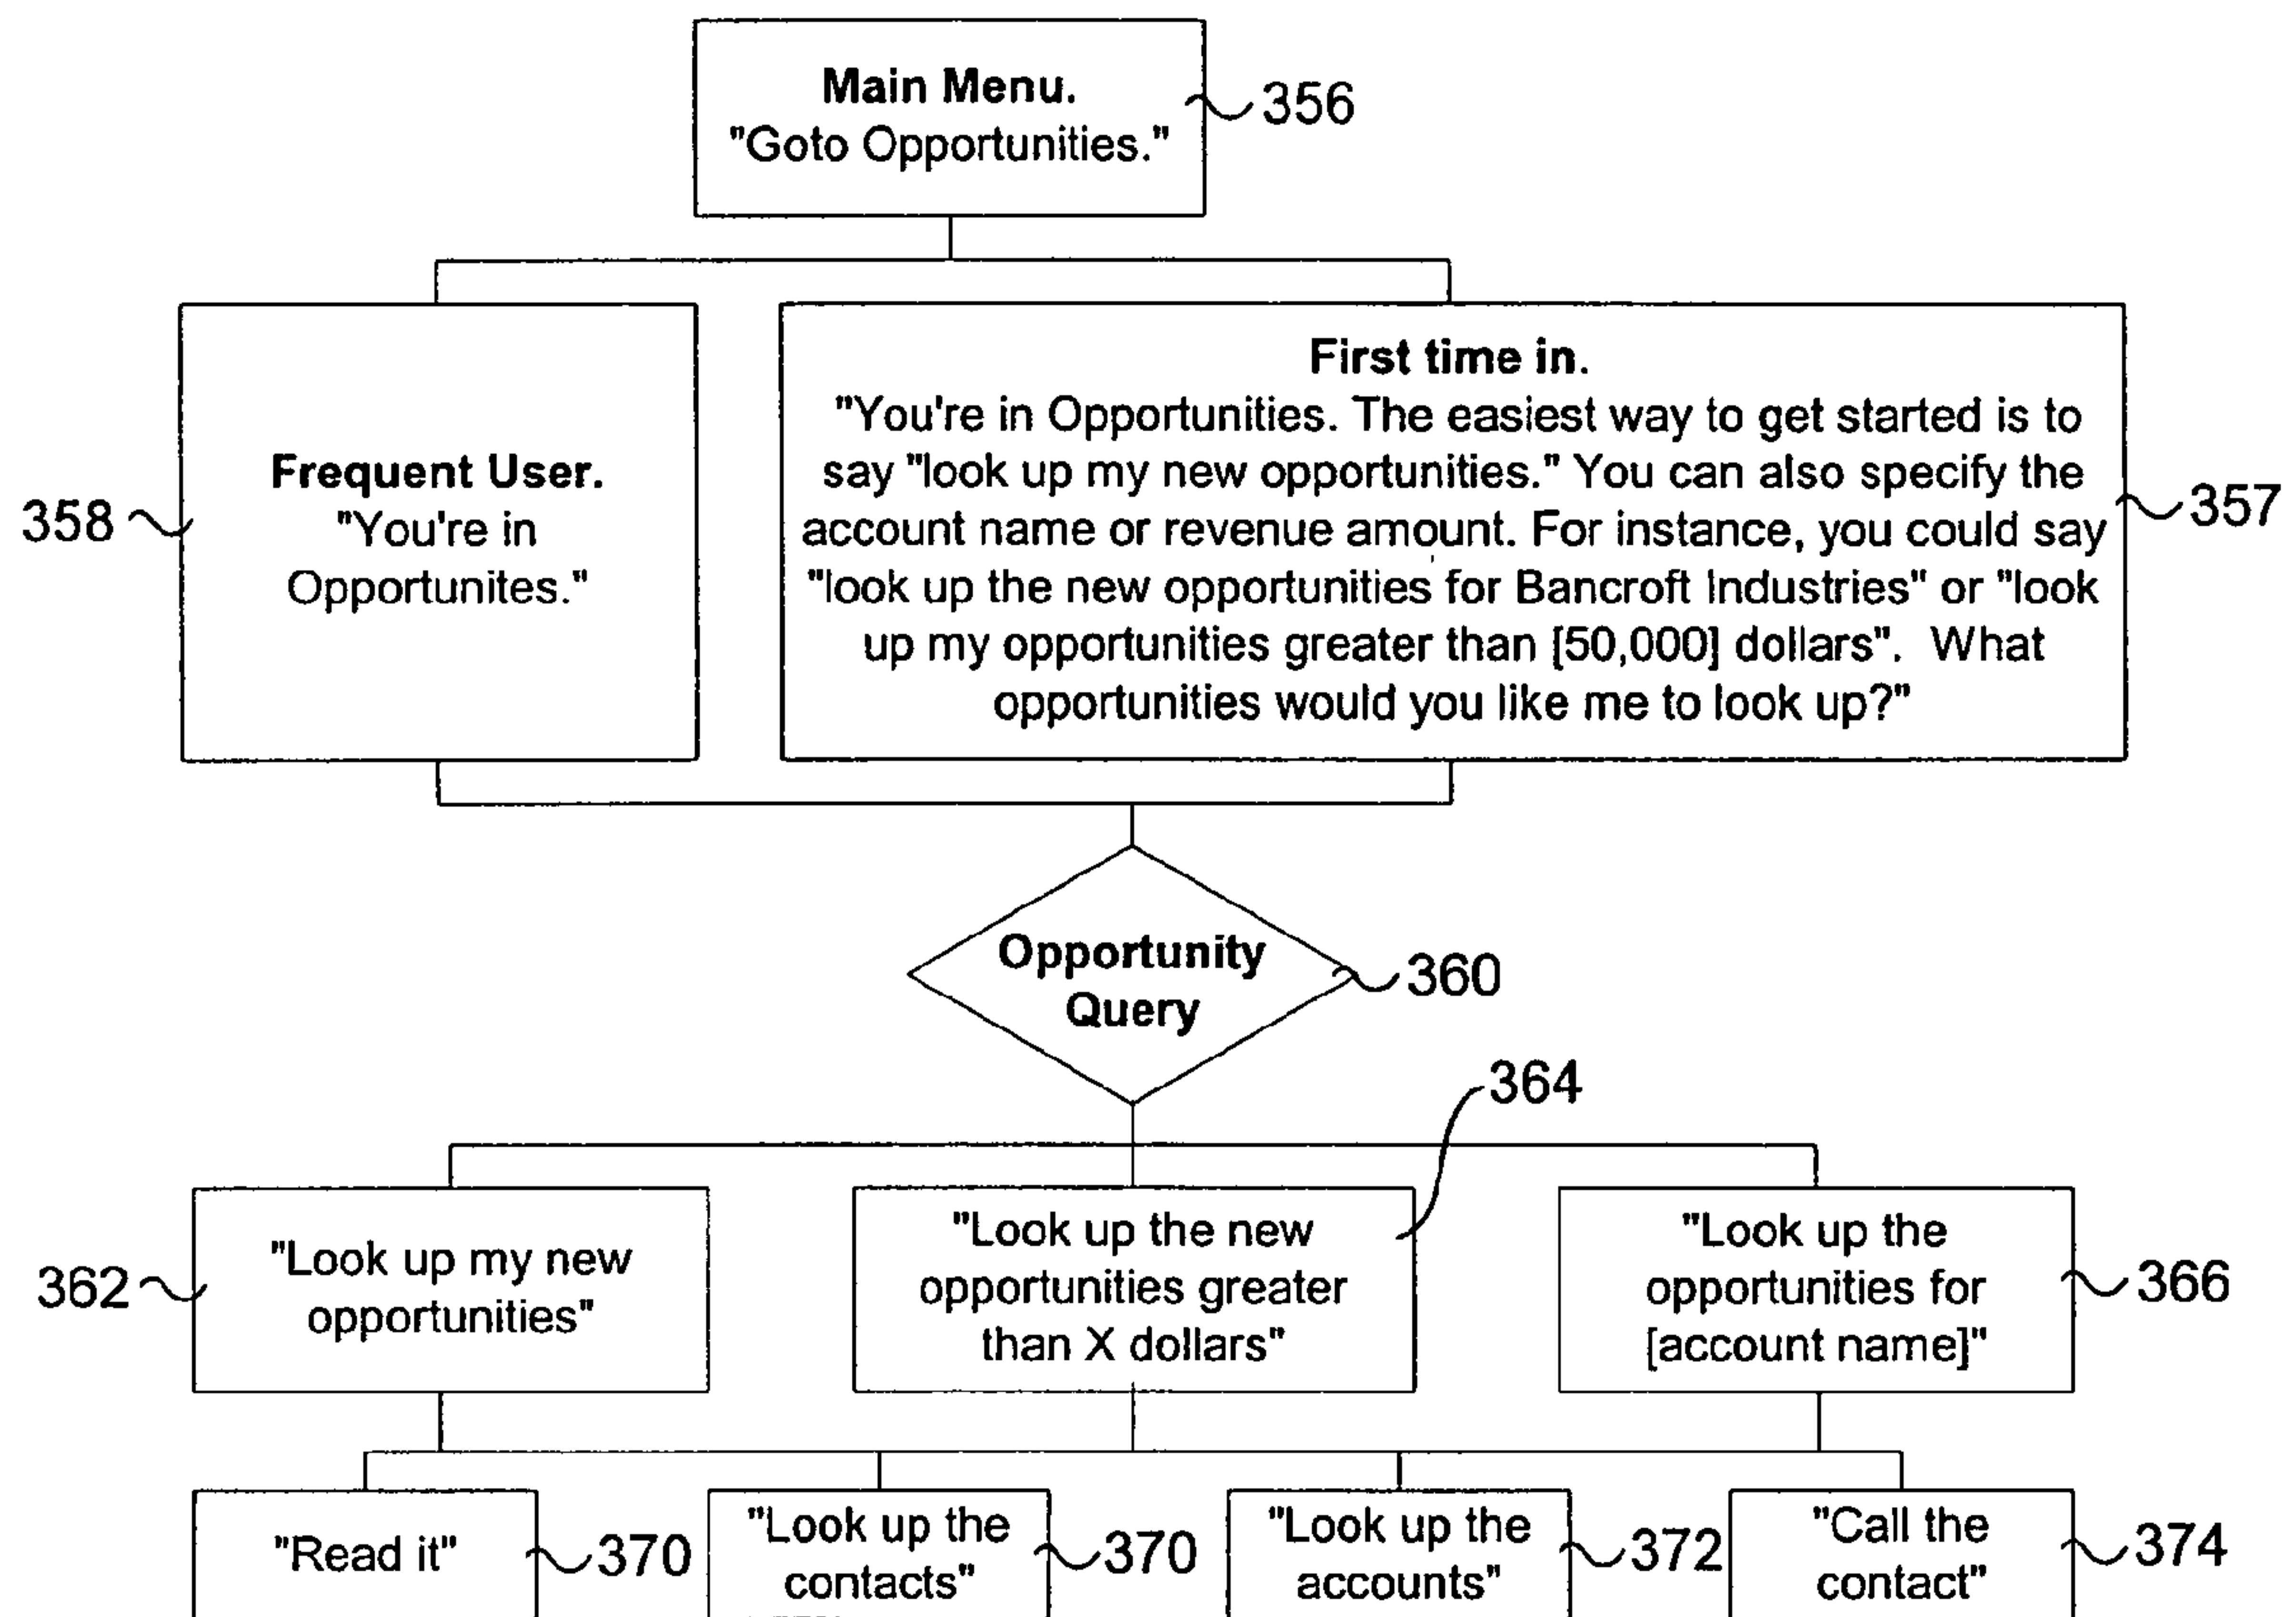 Main Menu.
"Goto Opportunities."
356
Frequent User.
"You're in
Opportunites."
358
First time in.
"You're in Opportunities. The easiest way to get started is to
say "look up my new opportunities." You can also specify the
account name or revenue amount. For instance, you could say
"look up the new opportunities for Bancroft Industries" or "look
up my opportunities greater than [50,000] dollars".  What
opportunities would you like me to look up?"
357
Opportunity
Query
360
364
362
"Look up my new
opportunities"
"Look up the new
opportunities greater
than X dollars"
"Look up the
opportunities for
[account name]"
366
"Read it"
370
"Look up the
contacts"
370
"Look up the
accounts"
372
"Call the
contact"
374